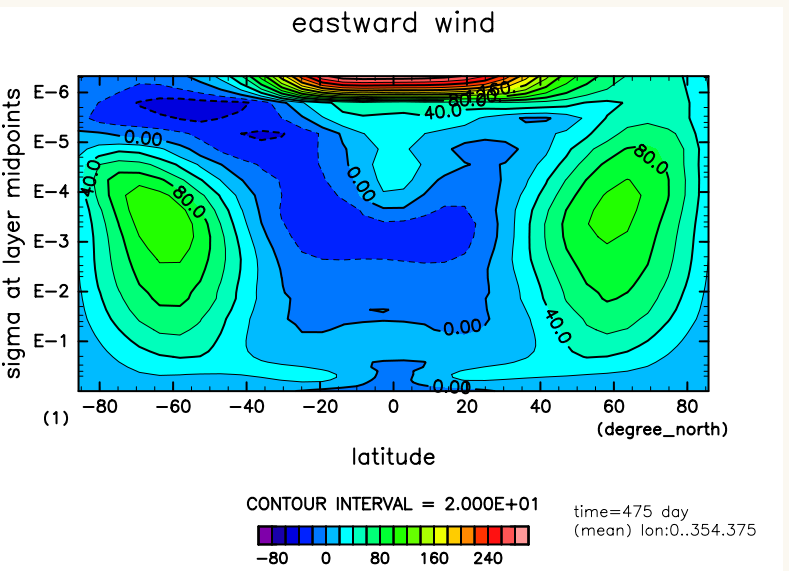 eastward wind
sigma at layer midpoints
E-6
E-5
E-4
E-3
E-2
E-1
40.0
80.0
0.00
40.0
80.0
0.00
80.0
40.0
0.00
0.00
(1)
-80 -60 -40 -20 0 20 40 60 80
(degree_north)
latitude
CONTOUR INTERVAL = 2.000E+01
-80 0 80 160 240
time=475 day
(mean) lon:0..354.375